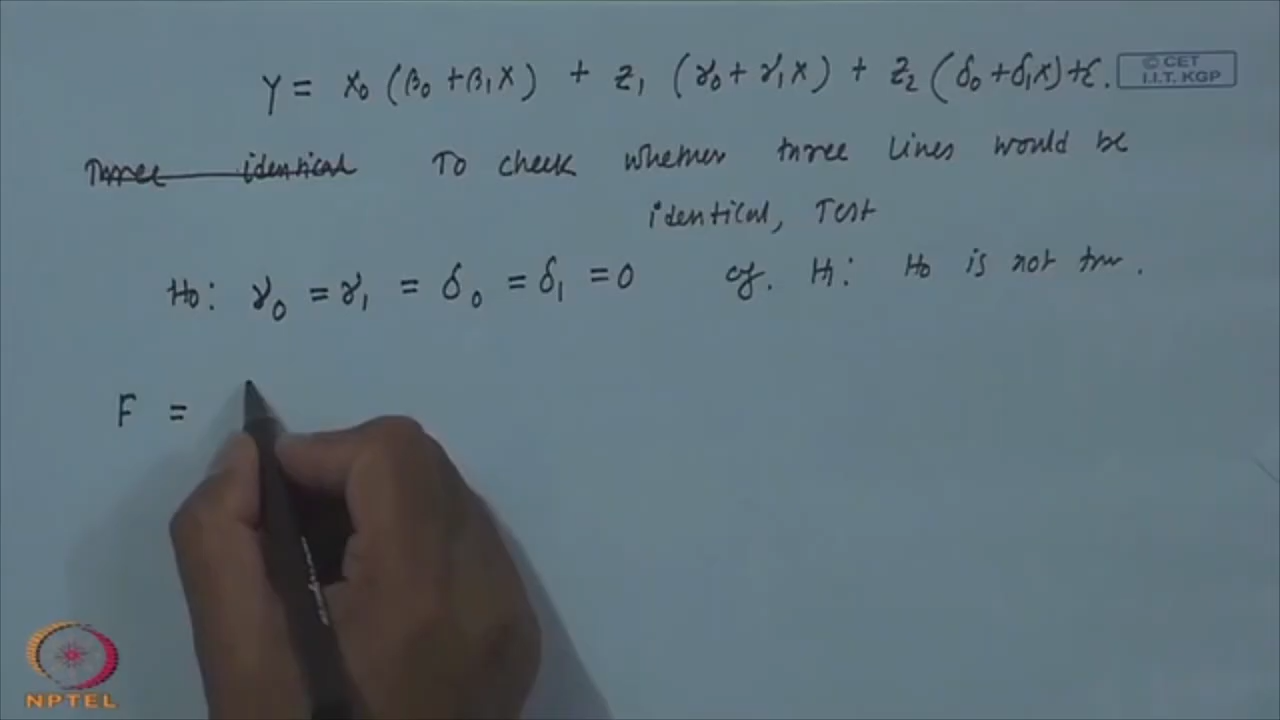 Y = X₀ (β₀ + β₁X) + Z₁ (γ₀ + γ₁X) + Z₂ (δ₀ + δ₁X) + ε.
© CET
I.I.T. KGP
Three identical To check whether three lines would be
identical, Test
H₀: γ₀ = γ₁ = δ₀ = δ₁ = 0 ag. H₁: H₀ is not true.
F =
NPTEL